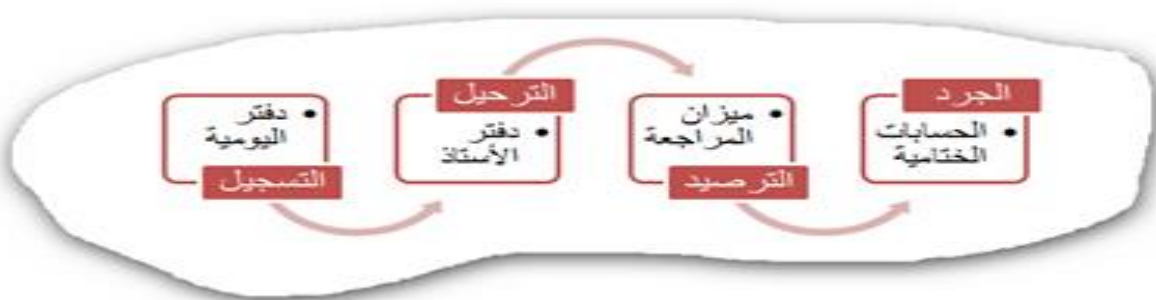 دفتر
اليومية
التسجيل
الترحيل
دفتر
الأستاذ
ميزان
المراجعة
الترصيد
الجرد
الحسابات
الختامية